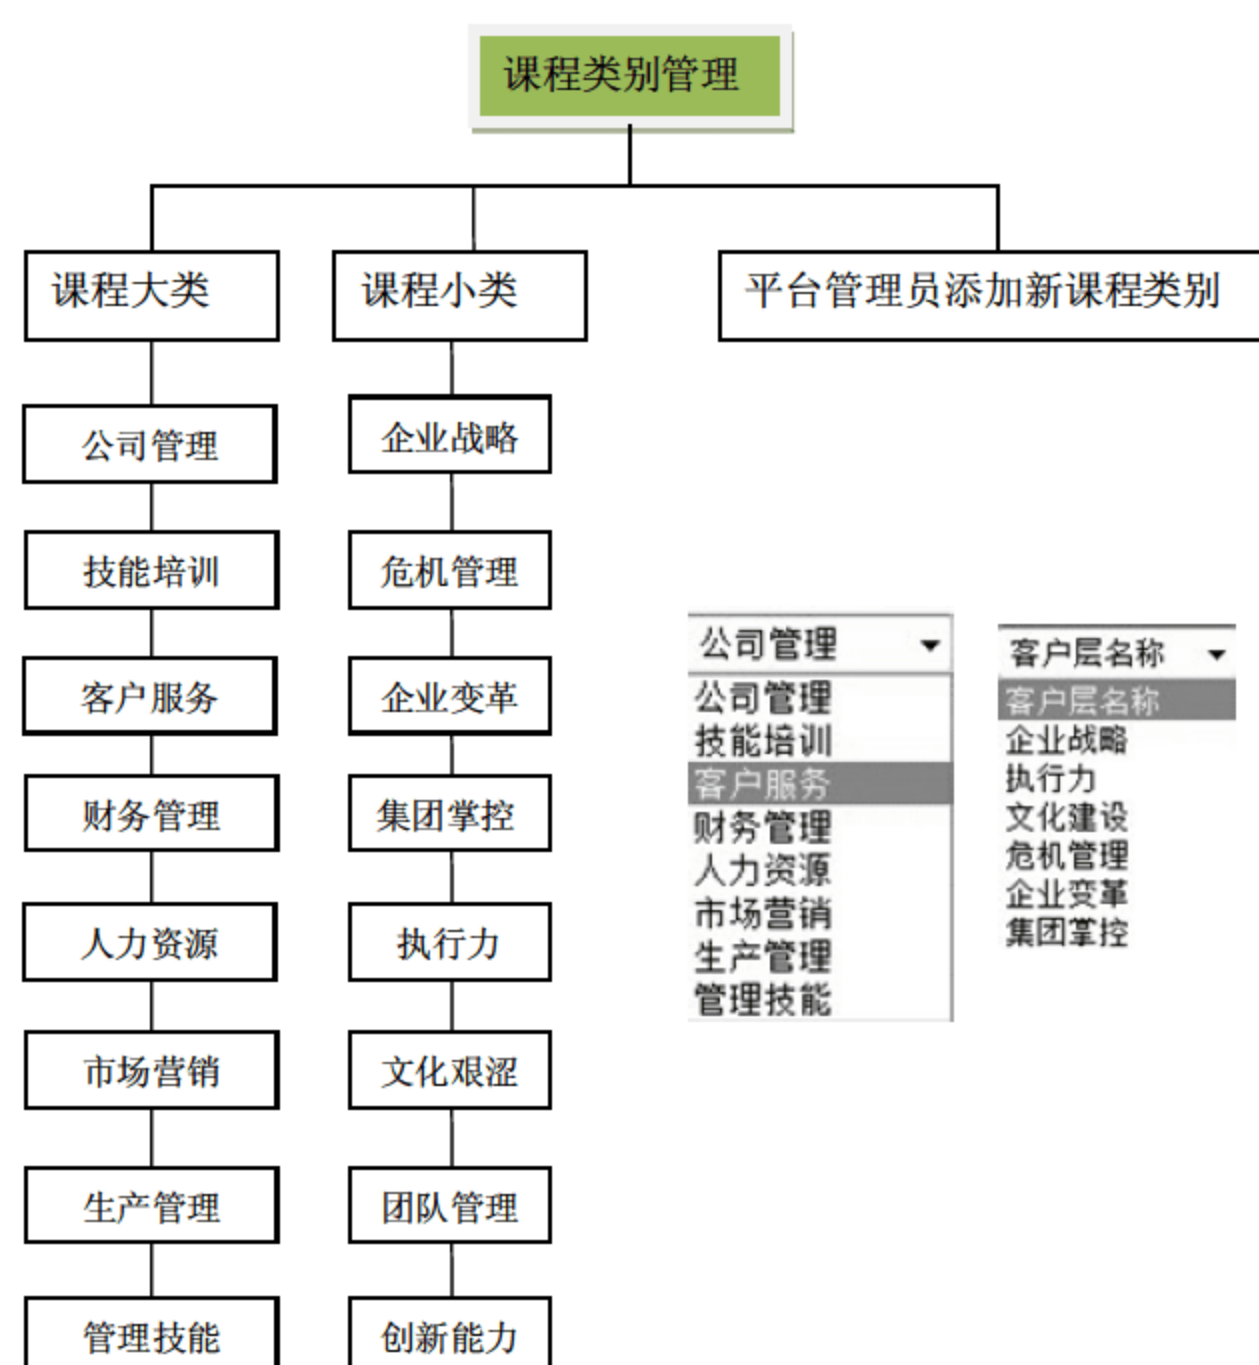 课程类别管理
课程大类
课程小类
平台管理员添加新课程类别
公司管理
技能培训
客户服务
财务管理
人力资源
市场营销
生产管理
管理技能
企业战略
危机管理
企业变革
集团掌控
执行力
文化艰涩
团队管理
创新能力
公司管理
公司管理
技能培训
客户服务
财务管理
人力资源
市场营销
生产管理
管理技能
客户层名称
客户层名称
企业战略
执行力
文化建设
危机管理
企业变革
集团掌控